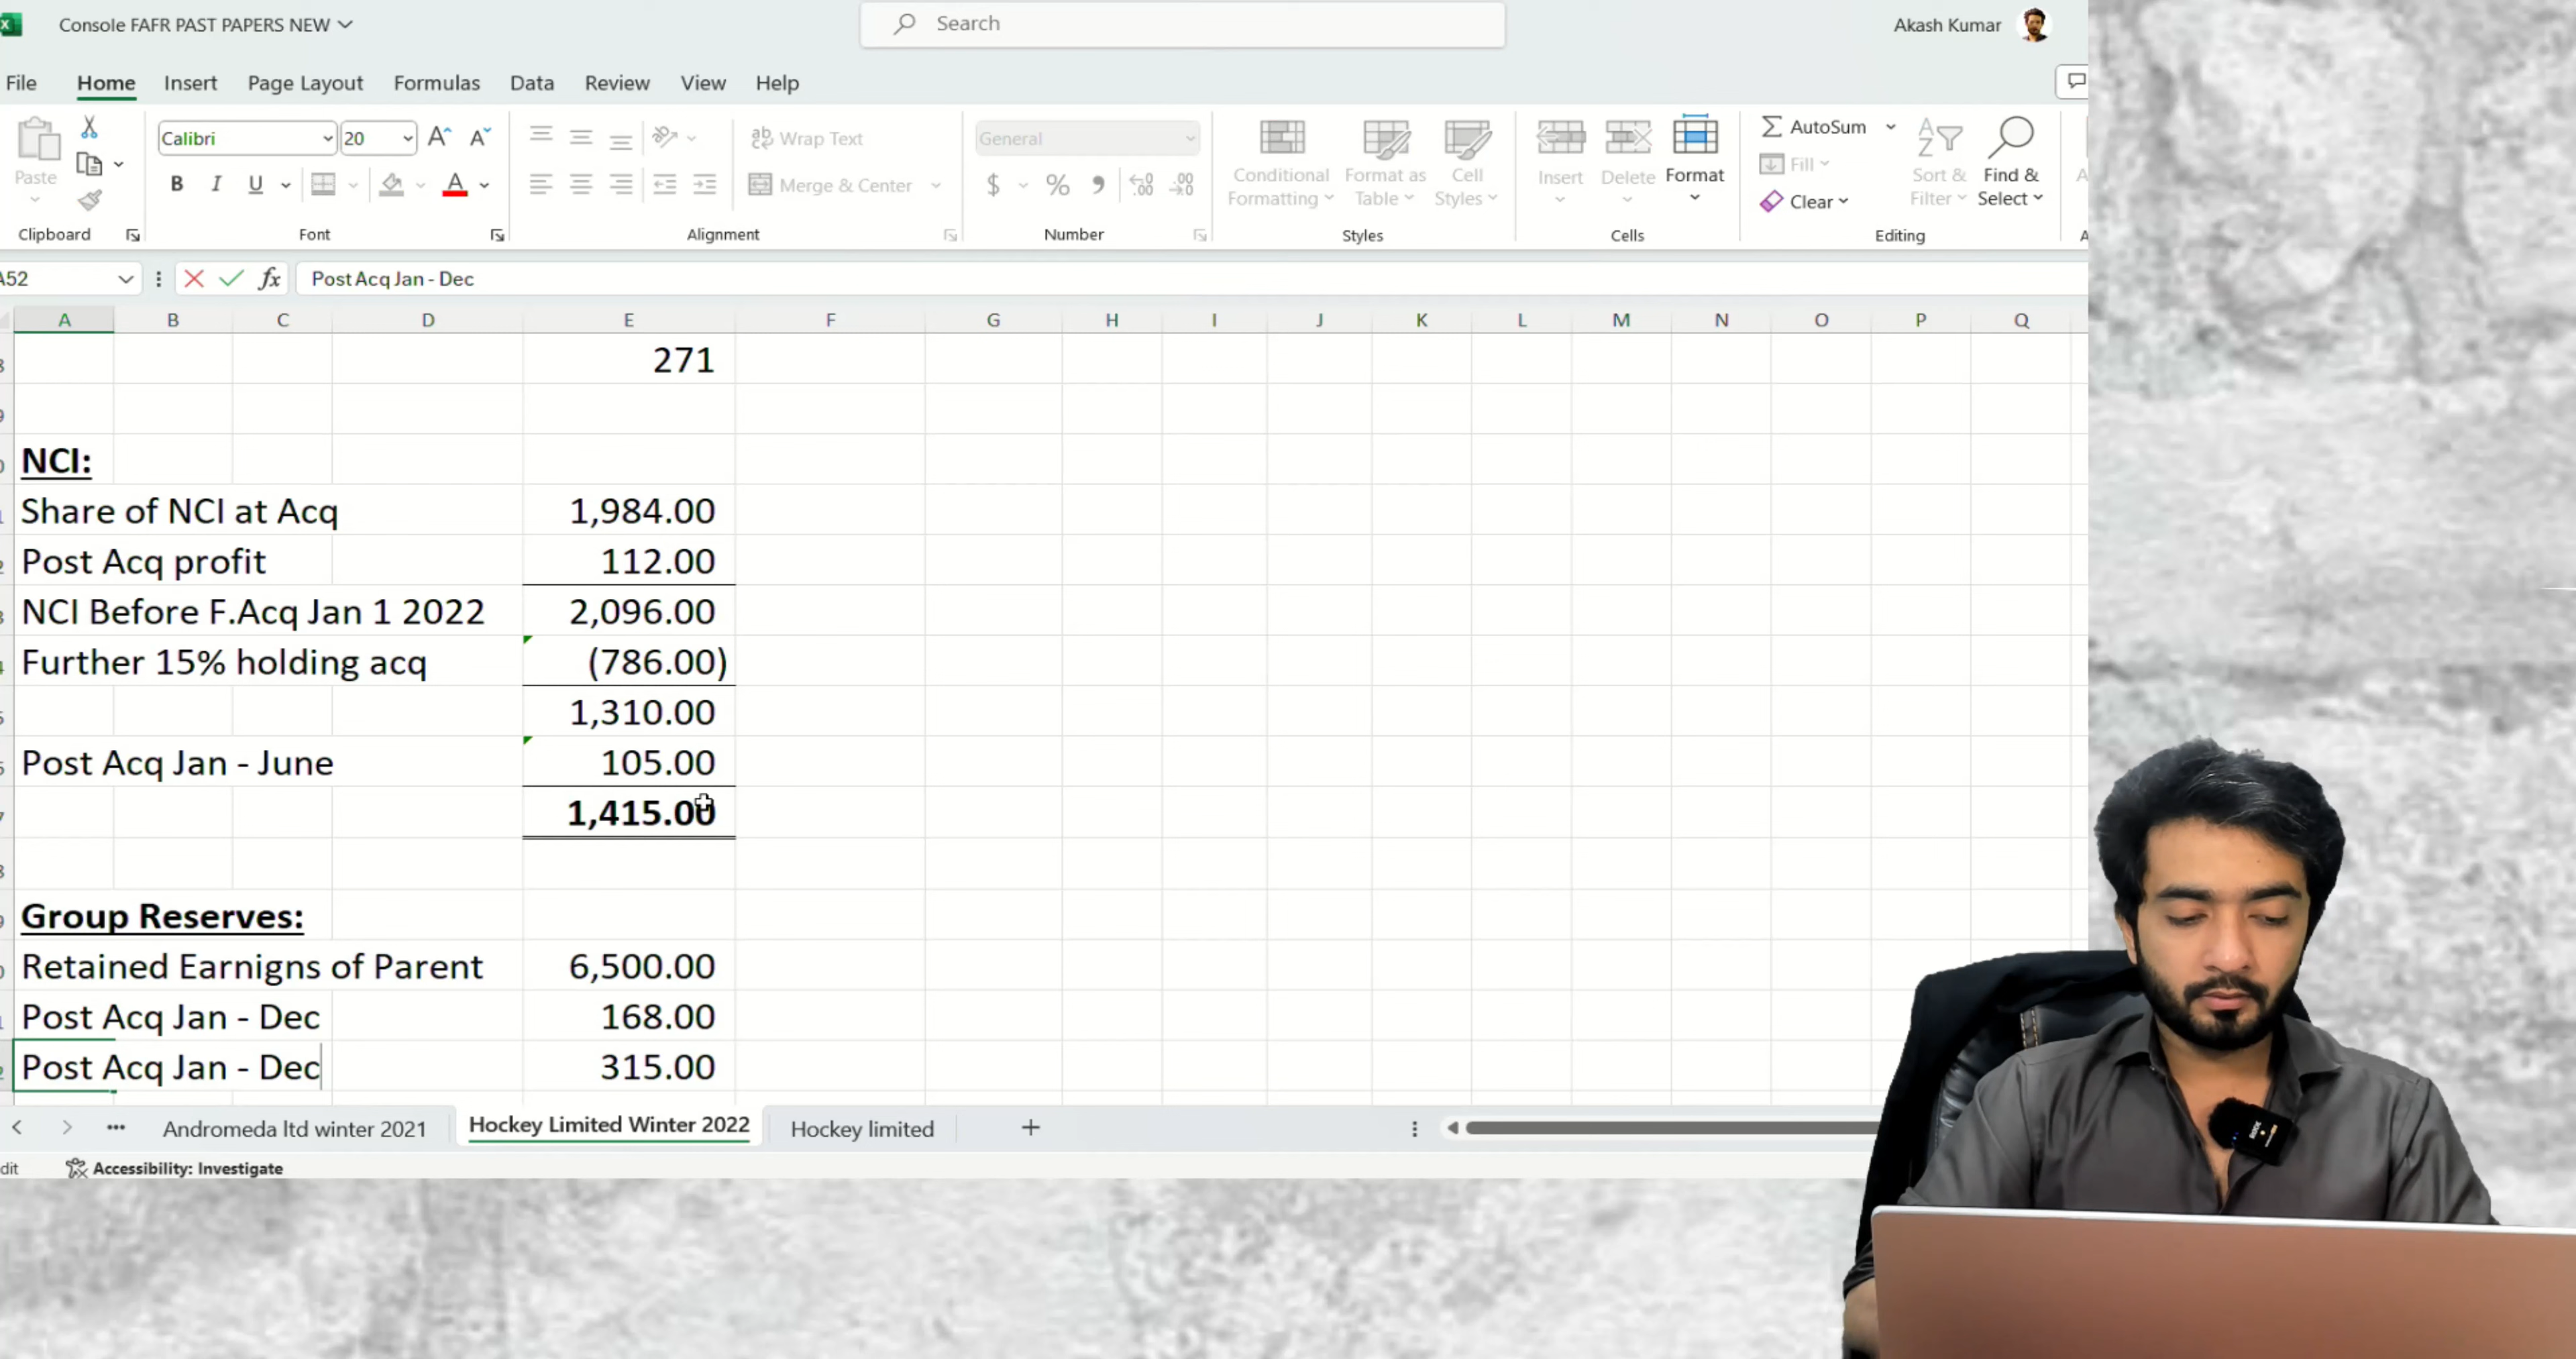 Console FAFR PAST PAPERS NEW
Search
Akash Kumar
File Home Insert Page Layout Formulas Data Review View Help
Paste
Clipboard
Calibri 20
B I U
Font
Wrap Text
Merge & Center
Alignment
General
$ % ,
Number
Conditional Formatting
Format as Table
Cell Styles
Styles
Insert
Delete
Format
Cells
AutoSum
Fill
Clear
Sort & Filter
Find & Select
Editing
A52 fx Post Acq Jan - Dec
A B C D E F G H I J K L M N O P Q
271
NCI:
Share of NCI at Acq 1,984.00
Post Acq profit 112.00
NCI Before F.Acq Jan 1 2022 2,096.00
Further 15% holding acq (786.00)
1,310.00
Post Acq Jan - June 105.00
1,415.00
Group Reserves:
Retained Earnigns of Parent 6,500.00
Post Acq Jan - Dec 168.00
Post Acq Jan - Dec 315.00
Andromeda ltd winter 2021 Hockey Limited Winter 2022 Hockey limited
Accessibility: Investigate